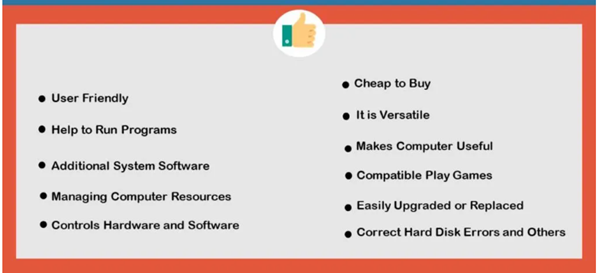 ● User Friendly
● Help to Run Programs
● Additional System Software
● Managing Computer Resources
● Controls Hardware and Software
● Cheap to Buy
● It is Versatile
● Makes Computer Useful
● Compatible Play Games
● Easily Upgraded or Replaced
● Correct Hard Disk Errors and Others